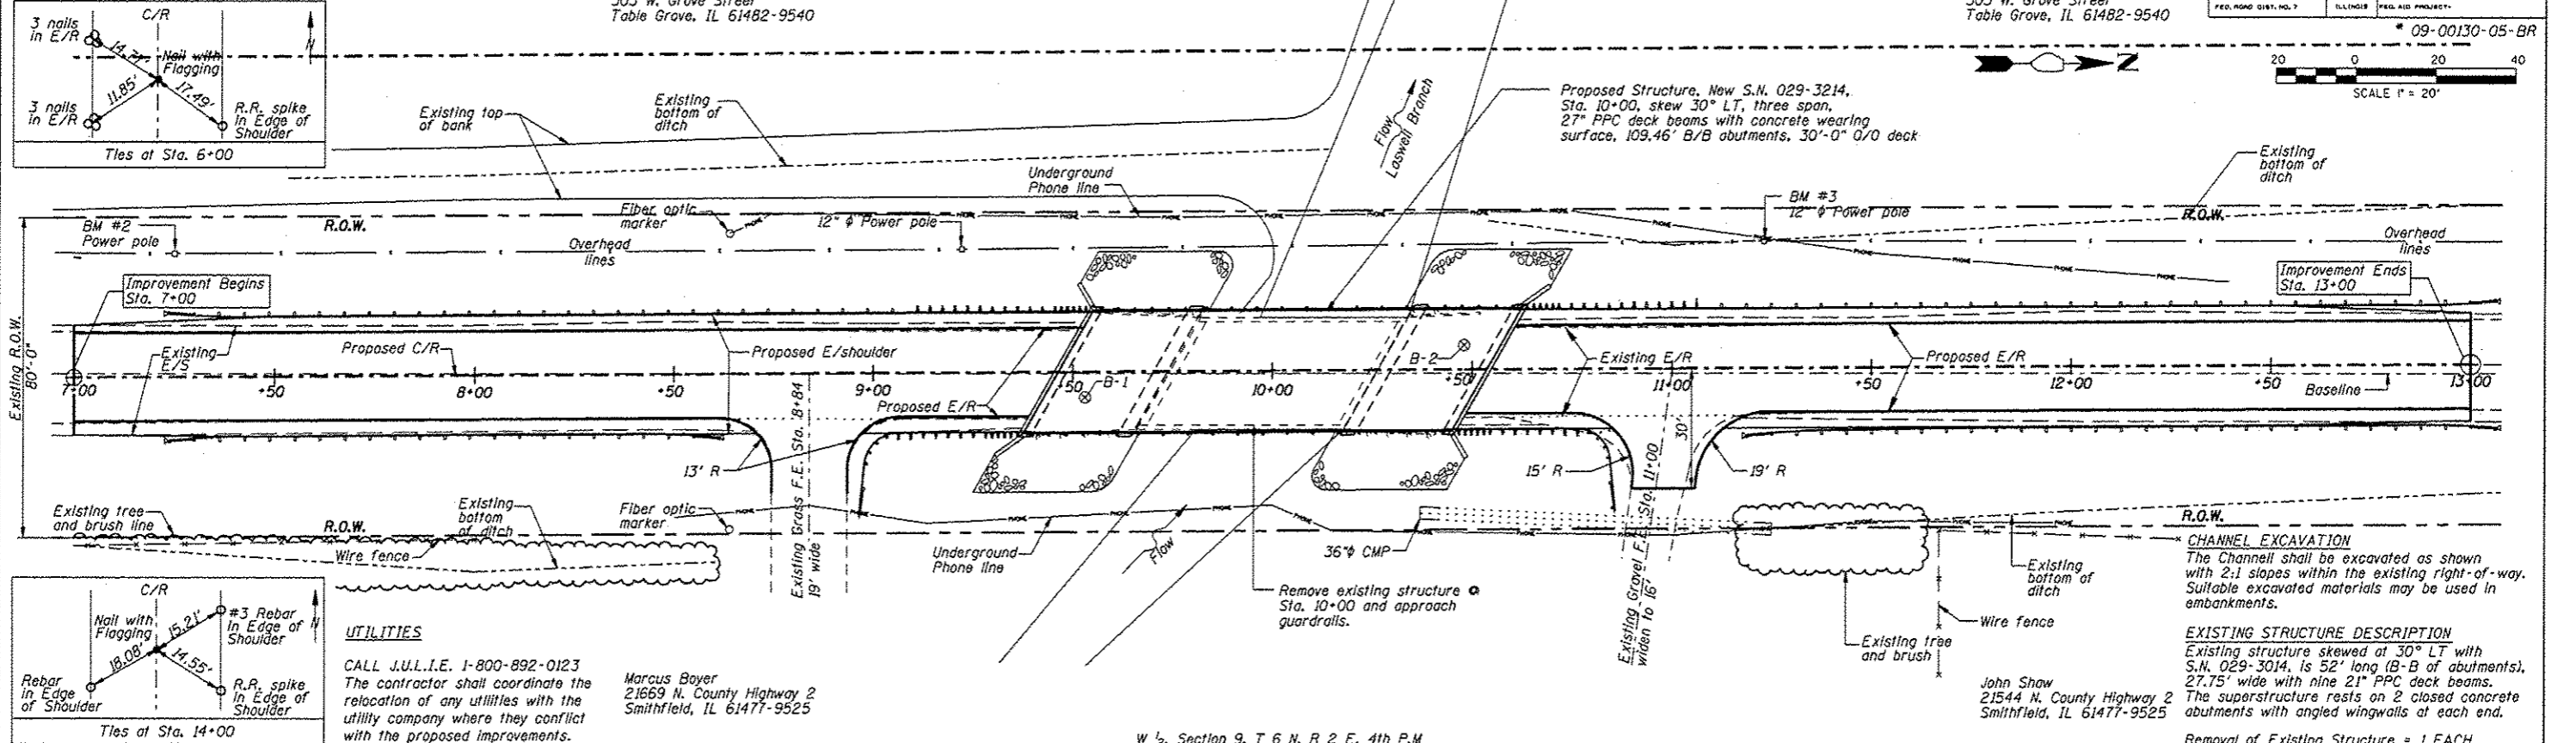 C/R
3 nails
in E/R
14.74'
Nail with
Flagging
11.85'
17.49'
3 nails
in E/R
R.R. spike
in Edge of
Shoulder
N
Ties at Sta. 6+00
Table Grove, IL 61482-9540
Table Grove, IL 61482-9540
FED. ROAD DIST. NO. 7
ILLINOIS
FED. AID PROJECT-
* 09-00130-05-BR
N
20 0 20 40
SCALE 1" = 20'
Existing top
of bank
Existing
bottom of
ditch
Flow
Laswell Branch
Proposed Structure, New S.N. 029-3214,
Sta. 10+00, skew 30° LT, three span,
27" PPC deck beams with concrete wearing
surface, 109.46' B/B abutments, 30'-0" O/O deck
Existing
bottom of
ditch
Underground
Phone line
BM #2
Power pole
R.O.W.
Fiber optic
marker
12" ϕ Power pole
Overhead
lines
BM #3
12" ϕ Power pole
R.O.W.
Overhead
lines
Improvement Begins
Sta. 7+00
Improvement Ends
Sta. 13+00
Existing R.O.W.
80'-0"
Existing
E/S
Proposed C/R
Proposed E/shoulder
B-1
B-2
Existing E/R
Proposed E/R
7+00 +50 8+00 +50 9+00 +50 10+00 +50 11+00 +50 12+00 +50 13+00
Baseline
Proposed E/R
13' R
Existing Grass F.E. Sta. 8+84
19' wide
15' R
30'
19' R
Existing Gravel F.E. Sta. 11+00
widen to 16'
Existing tree
and brush line
R.O.W.
Existing
bottom
of ditch
Wire fence
Fiber optic
marker
Underground
Phone line
Flow
36"ϕ CMP
Remove existing structure @
Sta. 10+00 and approach
guardrails.
R.O.W.
Existing
bottom of
ditch
Wire fence
Existing tree
and brush
CHANNEL EXCAVATION
The Channell shall be excavated as shown
with 2:1 slopes within the existing right-of-way.
Suitable excavated materials may be used in
embankments.
EXISTING STRUCTURE DESCRIPTION
Existing structure skewed at 30° LT with
S.N. 029-3014, is 52' long (B-B of abutments),
27.75' wide with nine 21" PPC deck beams.
The superstructure rests on 2 closed concrete
abutments with angled wingwalls at each end.
Removal of Existing Structure = 1 EACH
C/R
Nail with
Flagging
15.21'
#3 Rebar
in Edge of
Shoulder
N
18.08'
14.55'
Rebar
in Edge
of Shoulder
R.R. spike
in Edge of
Shoulder
Ties at Sta. 14+00
UTILITIES
CALL J.U.L.I.E. 1-800-892-0123
The contractor shall coordinate the
relocation of any utilities with the
utility company where they conflict
with the proposed improvements.
Marcus Boyer
21669 N. County Highway 2
Smithfield, IL 61477-9525
John Shaw
21544 N. County Highway 2
Smithfield, IL 61477-9525
W ½, Section 9, T 6 N, R 2 E, 4th P.M